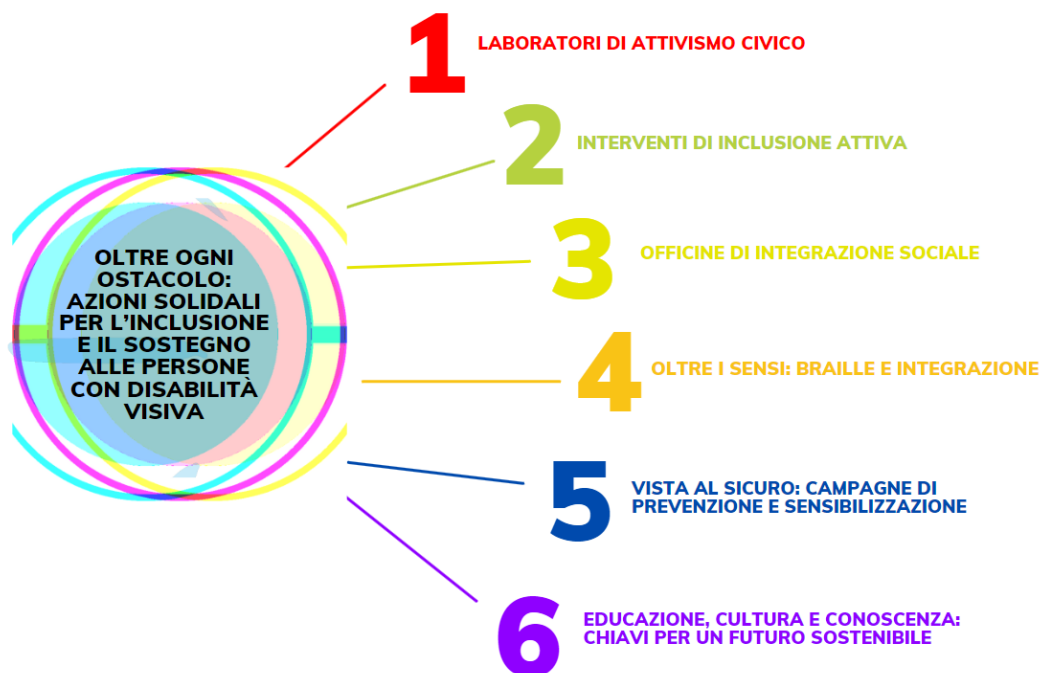 OLTRE OGNI
OSTACOLO:
AZIONI SOLIDALI
PER L'INCLUSIONE
E IL SOSTEGNO
ALLE PERSONE
CON DISABILITÀ
VISIVA
1 LABORATORI DI ATTIVISMO CIVICO
2 INTERVENTI DI INCLUSIONE ATTIVA
3 OFFICINE DI INTEGRAZIONE SOCIALE
4 OLTRE I SENSI: BRAILLE E INTEGRAZIONE
5 VISTA AL SICURO: CAMPAGNE DI
PREVENZIONE E SENSIBILIZZAZIONE
6 EDUCAZIONE, CULTURA E CONOSCENZA:
CHIAVI PER UN FUTURO SOSTENIBILE